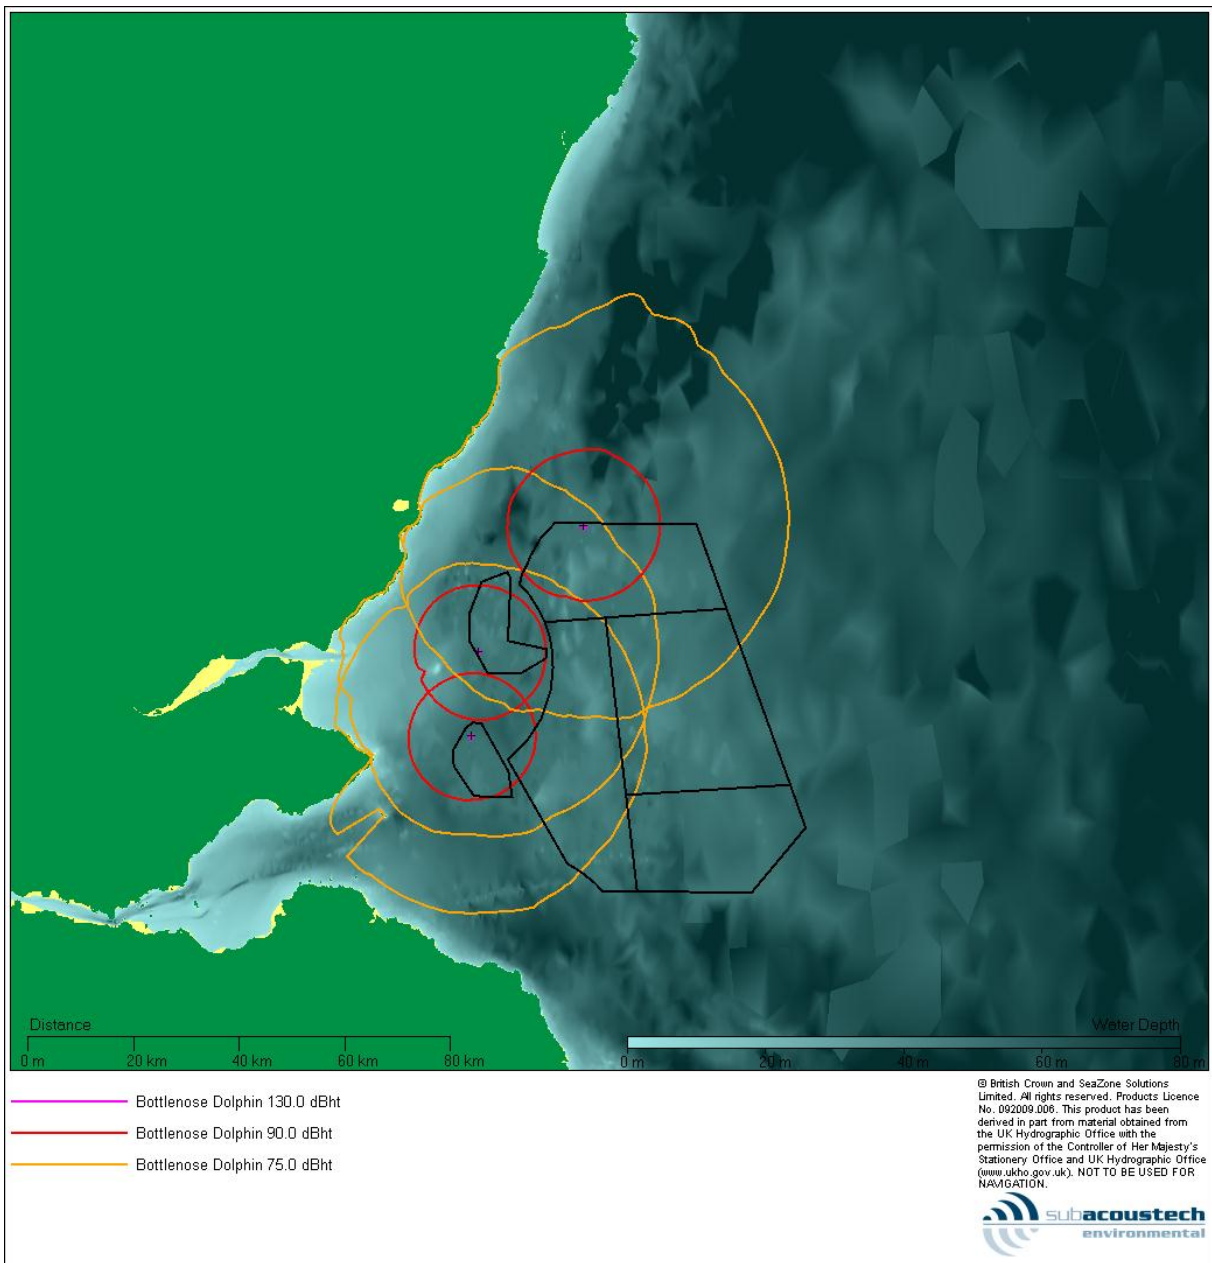 Distance
0 m 20 km 40 km 60 km 80 km
Water Depth
0 m 20 m 40 m 60 m 80 m
Bottlenose Dolphin 130.0 dBht
Bottlenose Dolphin 90.0 dBht
Bottlenose Dolphin 75.0 dBht
© British Crown and SeaZone Solutions
Limited. All rights reserved. Products Licence
No. 092009.006. This product has been
derived in part from material obtained from
the UK Hydrographic Office with the
permission of the Controller of Her Majesty's
Stationery Office and UK Hydrographic Office
(www.ukho.gov.uk). NOT TO BE USED FOR
NAVIGATION.
subacoustech
environmental